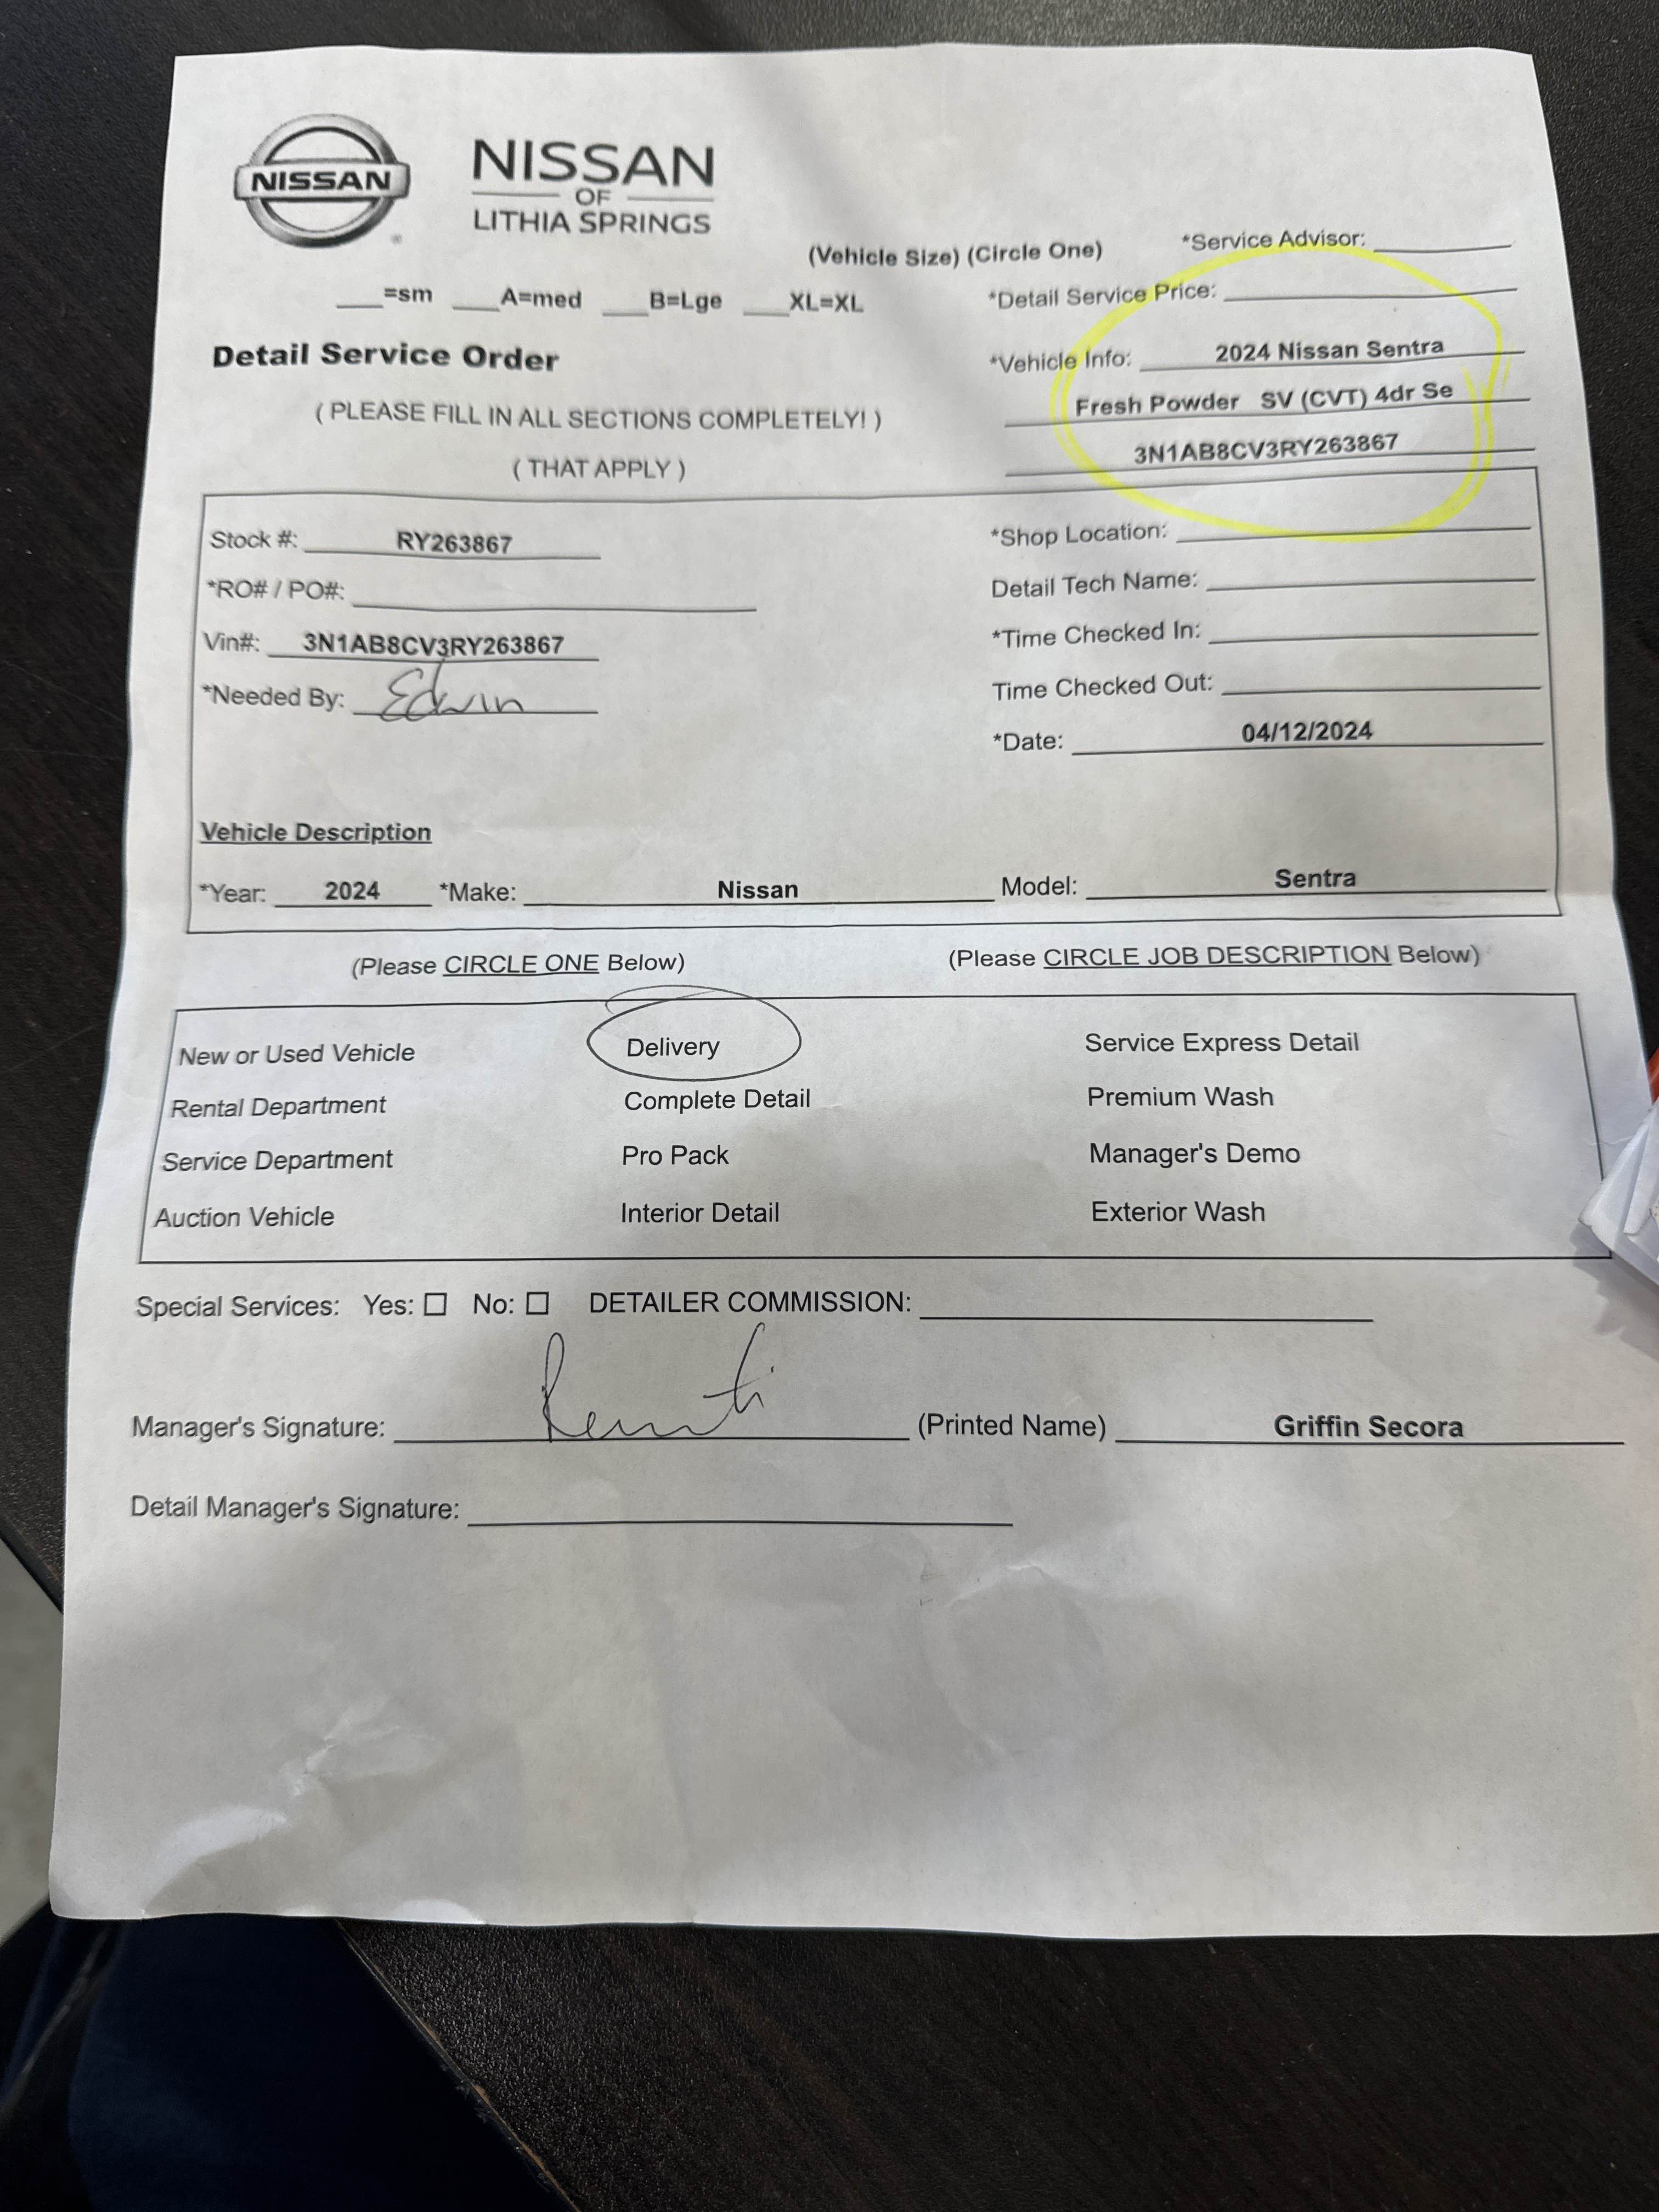 NISSAN
NISSAN
OF
LITHIA SPRINGS
(Vehicle Size) (Circle One)
*Service Advisor:
=sm A=med B=Lge XL=XL
*Detail Service Price:
Detail Service Order
*Vehicle Info: 2024 Nissan Sentra
( PLEASE FILL IN ALL SECTIONS COMPLETELY! )
Fresh Powder SV (CVT) 4dr Se
( THAT APPLY )
3N1AB8CV3RY263867
Stock #: RY263867
*Shop Location:
*RO# / PO#:
Detail Tech Name:
Vin#: 3N1AB8CV3RY263867
*Time Checked In:
*Needed By: Edwin
Time Checked Out:
*Date: 04/12/2024
Vehicle Description
*Year: 2024 *Make: Nissan Model: Sentra
(Please CIRCLE ONE Below) (Please CIRCLE JOB DESCRIPTION Below)
New or Used Vehicle Delivery Service Express Detail
Rental Department Complete Detail Premium Wash
Service Department Pro Pack Manager's Demo
Auction Vehicle Interior Detail Exterior Wash
Special Services: Yes: No: DETAILER COMMISSION:
Manager's Signature: (Printed Name) Griffin Secora
Detail Manager's Signature: